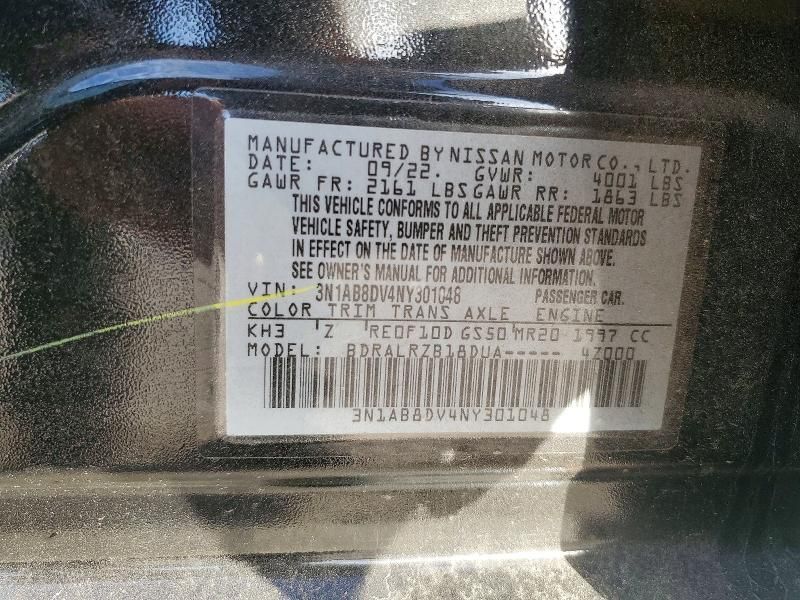 MANUFACTURED BY NISSAN MOTOR CO., LTD.
DATE: 09/22. GVWR: 4001 LBS
GAWR FR: 2161 LBS GAWR RR: 1863 LBS
THIS VEHICLE CONFORMS TO ALL APPLICABLE FEDERAL MOTOR
VEHICLE SAFETY, BUMPER AND THEFT PREVENTION STANDARDS
IN EFFECT ON THE DATE OF MANUFACTURE SHOWN ABOVE.
SEE OWNER'S MANUAL FOR ADDITIONAL INFORMATION.
VIN: 3N1AB8DV4NY301048 PASSENGER CAR.
COLOR TRIM TRANS AXLE ENGINE
KH3 'Z RE0F10D GS50 MR20 1997 CC
MODEL: BDRALRZB18DUA----- 4Z000
3N1AB8DV4NY301048